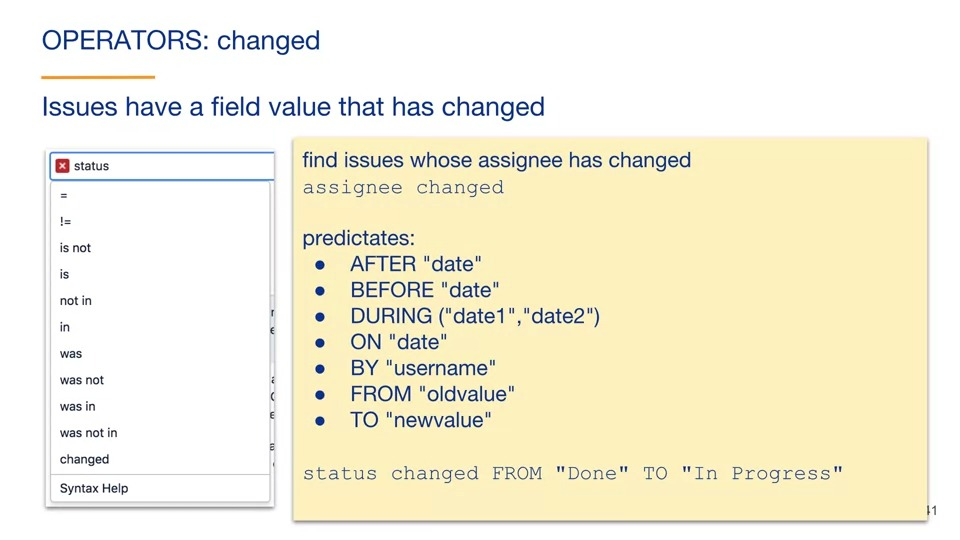 OPERATORS: changed
Issues have a field value that has changed
status
=
!=
is not
is
not in
in
was
was not
was in
was not in
changed
Syntax Help
find issues whose assignee has changed
assignee changed
predictates:
● AFTER "date"
● BEFORE "date"
● DURING ("date1","date2")
● ON "date"
● BY "username"
● FROM "oldvalue"
● TO "newvalue"
status changed FROM "Done" TO "In Progress"
41